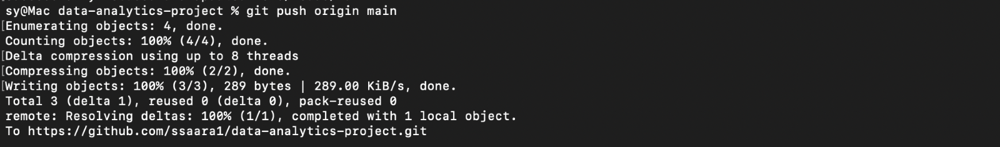 sy@Mac data-analytics-project % git push origin main
[Enumerating objects: 4, done.
Counting objects: 100% (4/4), done.
[Delta compression using up to 8 threads
[Compressing objects: 100% (2/2), done.
[Writing objects: 100% (3/3), 289 bytes | 289.00 KiB/s, done.
Total 3 (delta 1), reused 0 (delta 0), pack-reused 0
remote: Resolving deltas: 100% (1/1), completed with 1 local object.
To https://github.com/ssaara1/data-analytics-project.git